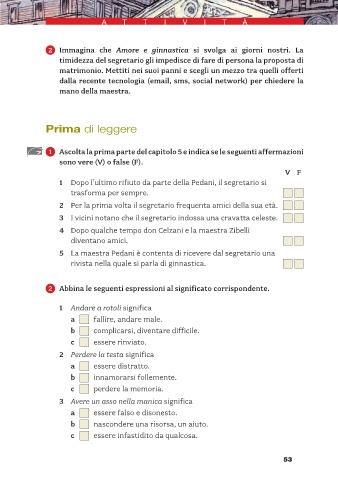 ATTIVITÀ
2 Immagina che Amore e ginnastica si svolga ai giorni nostri. La
timidezza del segretario gli impedisce di fare di persona la proposta di
matrimonio. Mettiti nei suoi panni e scegli un mezzo tra quelli offerti
dalla recente tecnologia (email, sms, social network) per chiedere la
mano della maestra.
Prima di leggere
1 Ascolta la prima parte del capitolo 5 e indica se le seguenti affermazioni
sono vere (V) o false (F).
V F
1 Dopo l'ultimo rifiuto da parte della Pedani, il segretario si
trasforma per sempre.
2 Per la prima volta il segretario frequenta amici della sua età.
3 I vicini notano che il segretario indossa una cravatta celeste.
4 Dopo qualche tempo don Celzani e la maestra Zibelli
diventano amici.
5 La maestra Pedani è contenta di ricevere dal segretario una
rivista nella quale si parla di ginnastica.
2 Abbina le seguenti espressioni al significato corrispondente.
1 Andare a rotoli significa
a fallire, andare male.
b complicarsi, diventare difficile.
c essere rinviato.
2 Perdere la testa significa
a essere distratto.
b innamorarsi follemente.
c perdere la memoria.
3 Avere un asso nella manica significa
a essere falso e disonesto.
b nascondere una risorsa, un aiuto.
c essere infastidito da qualcosa.
53